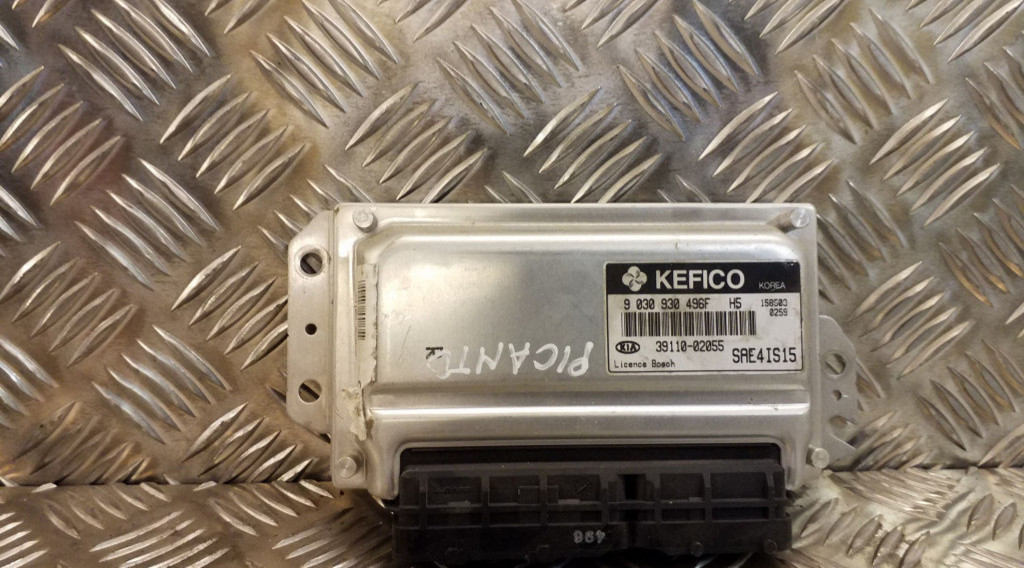 KEFICO
KOREA
9 030 930 496F H5
158503
0259
KIA
39110-02055
SAE4IS15
Licence Bosch
PICANTO
K
496